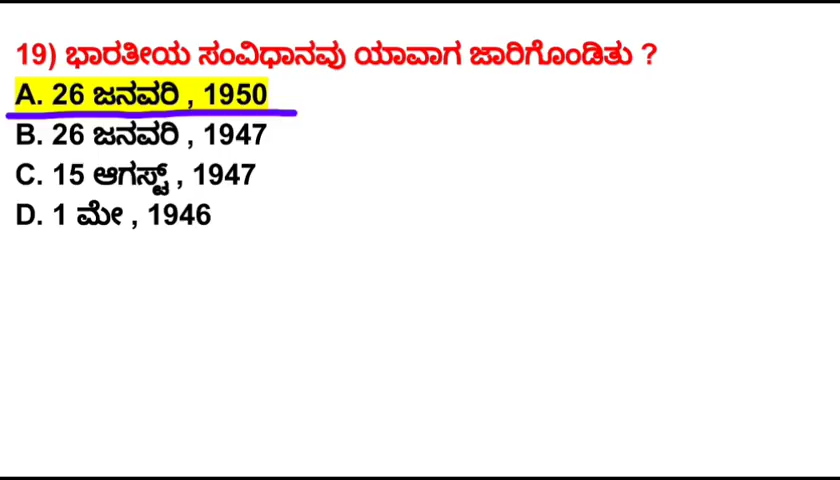 19) ಭಾರತೀಯ ಸಂವಿಧಾನವು ಯಾವಾಗ ಜಾರಿಗೊಂಡಿತು ?
A. 26 ಜನವರಿ , 1950
B. 26 ಜನವರಿ , 1947
C. 15 ಆಗಸ್ಟ್ , 1947
D. 1 ಮೇ , 1946